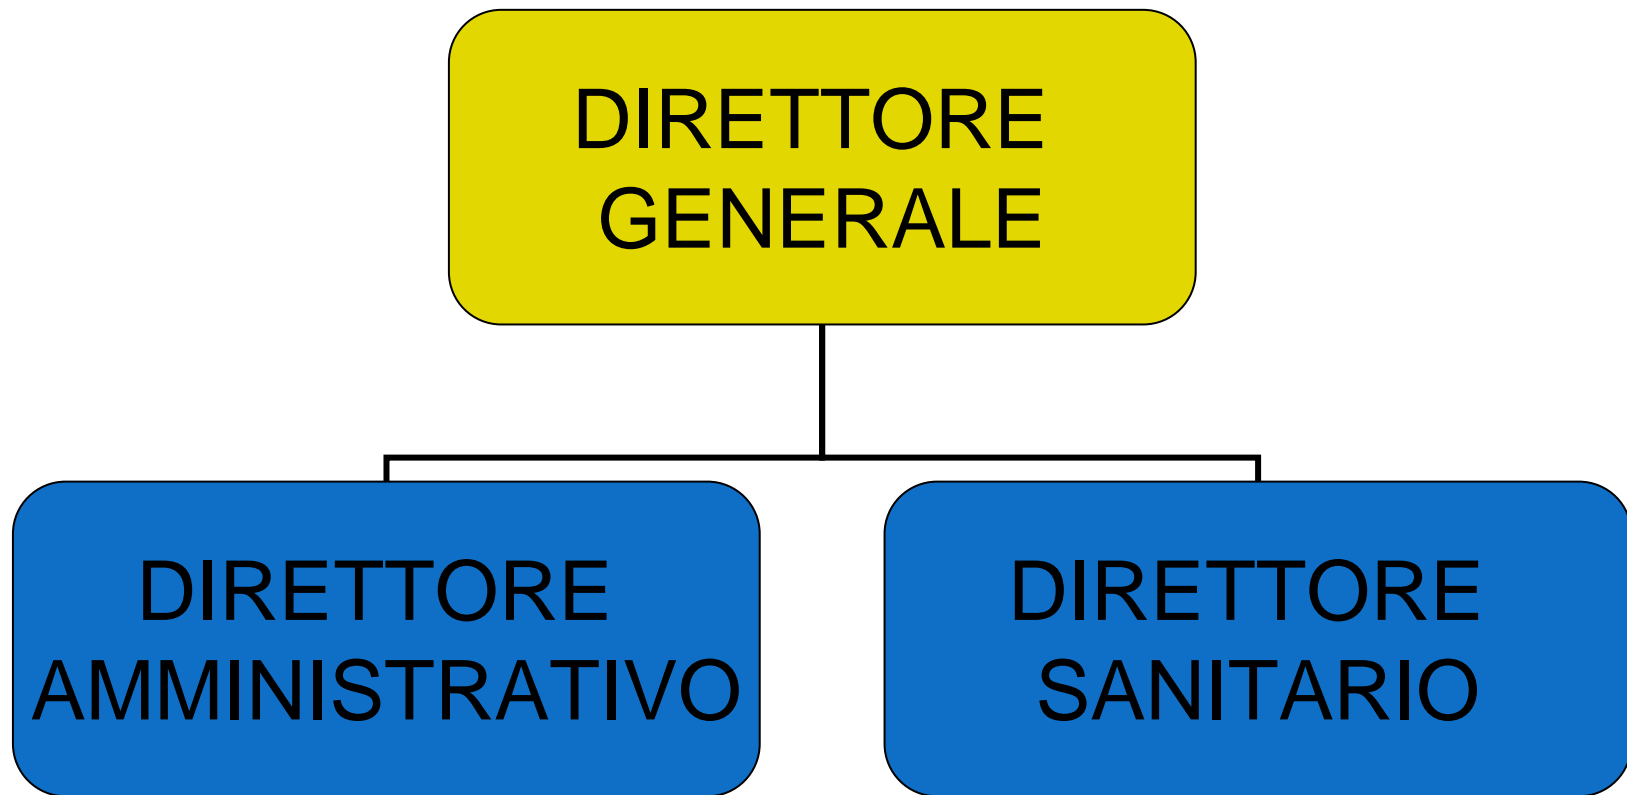 DIRETTORE
GENERALE
DIRETTORE
AMMINISTRATIVO
DIRETTORE
SANITARIO